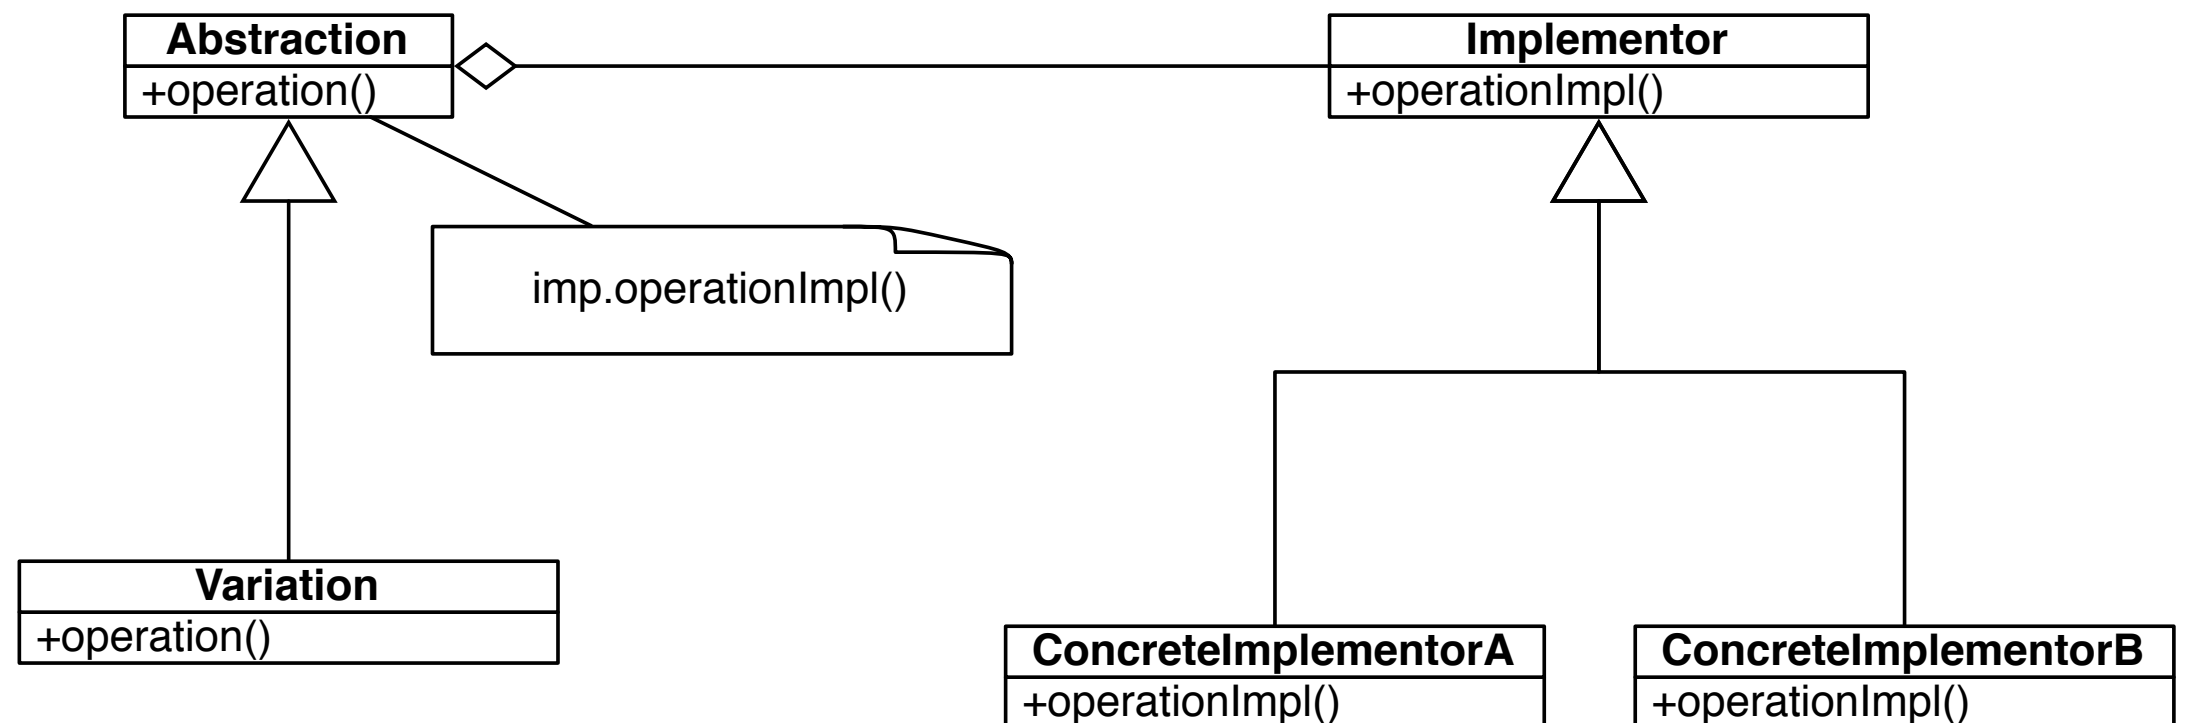 Abstraction
+operation()
Implementor
+operationImpl()
imp.operationImpl()
Variation
+operation()
ConcreteImplementorA
+operationImpl()
ConcreteImplementorB
+operationImpl()